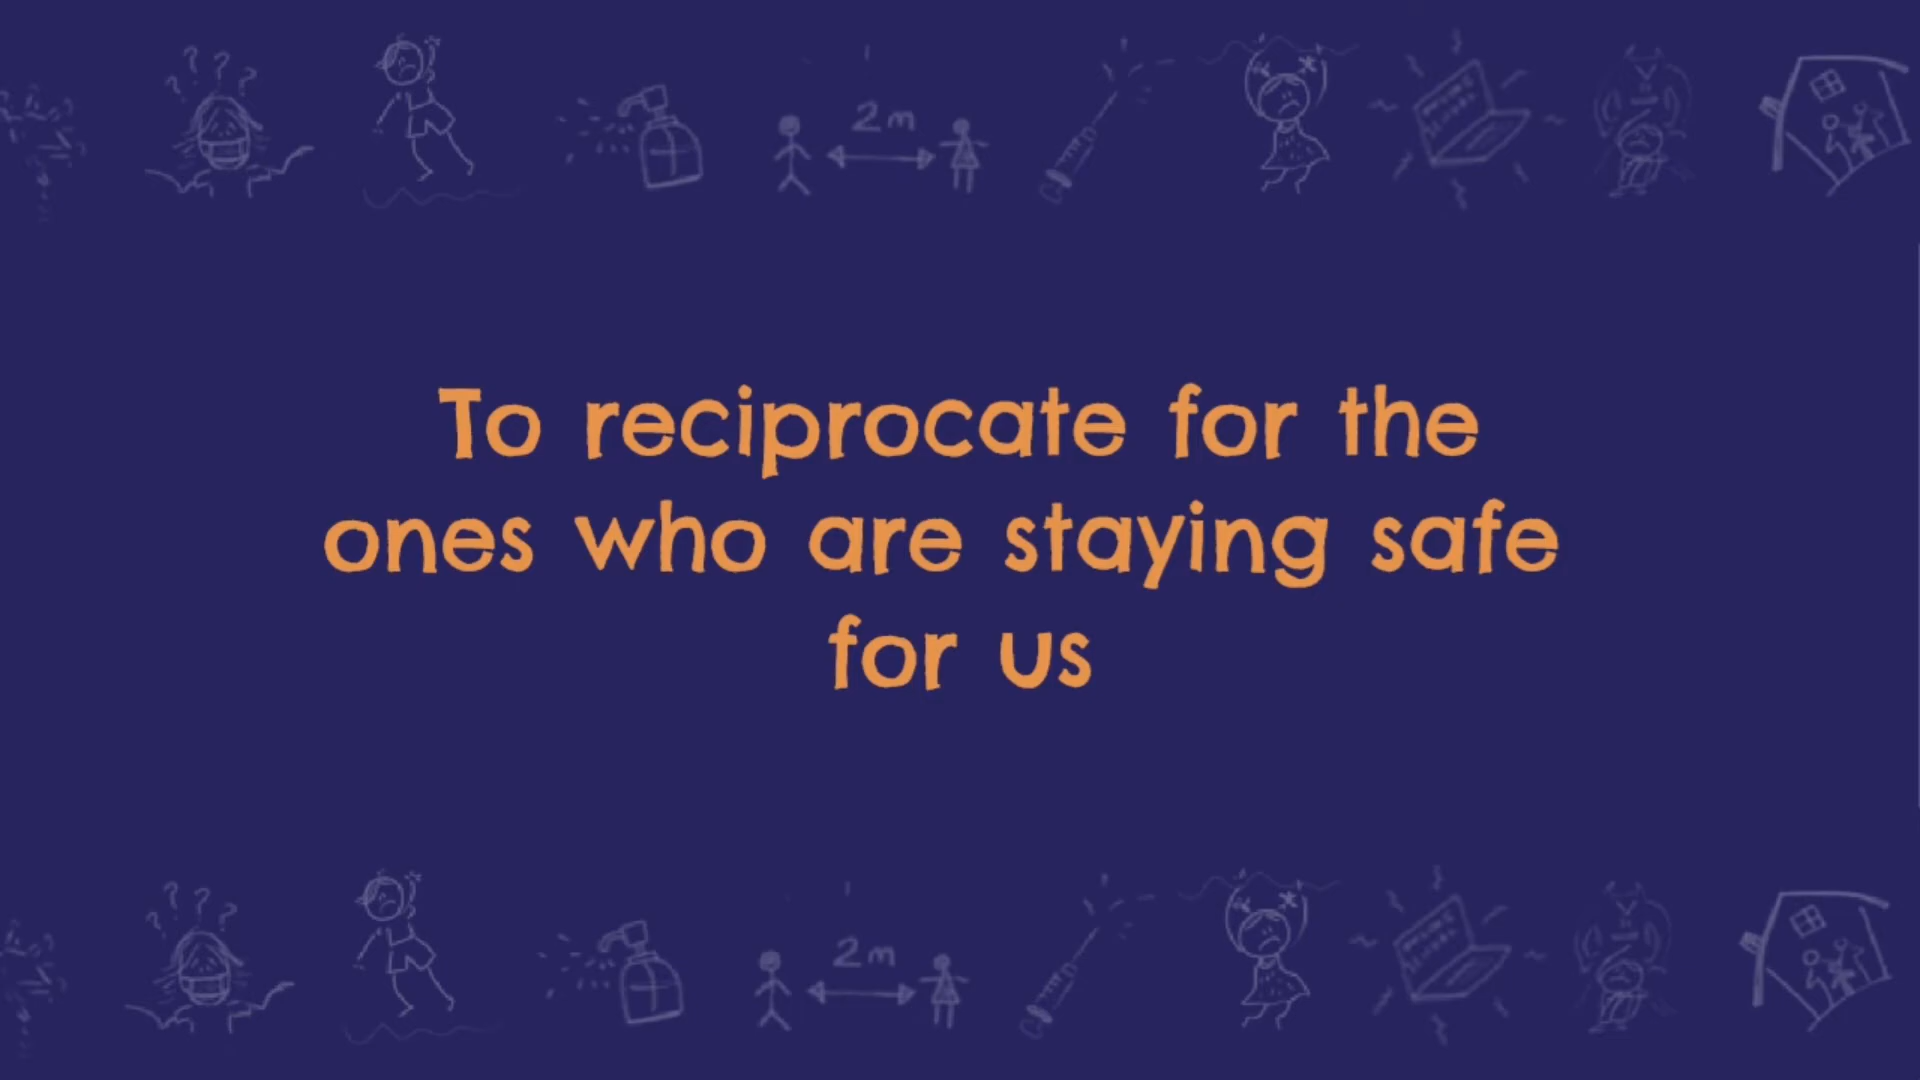 ? ? ?
2m
To reciprocate for the
ones who are staying safe
for us
? ? ?
2m